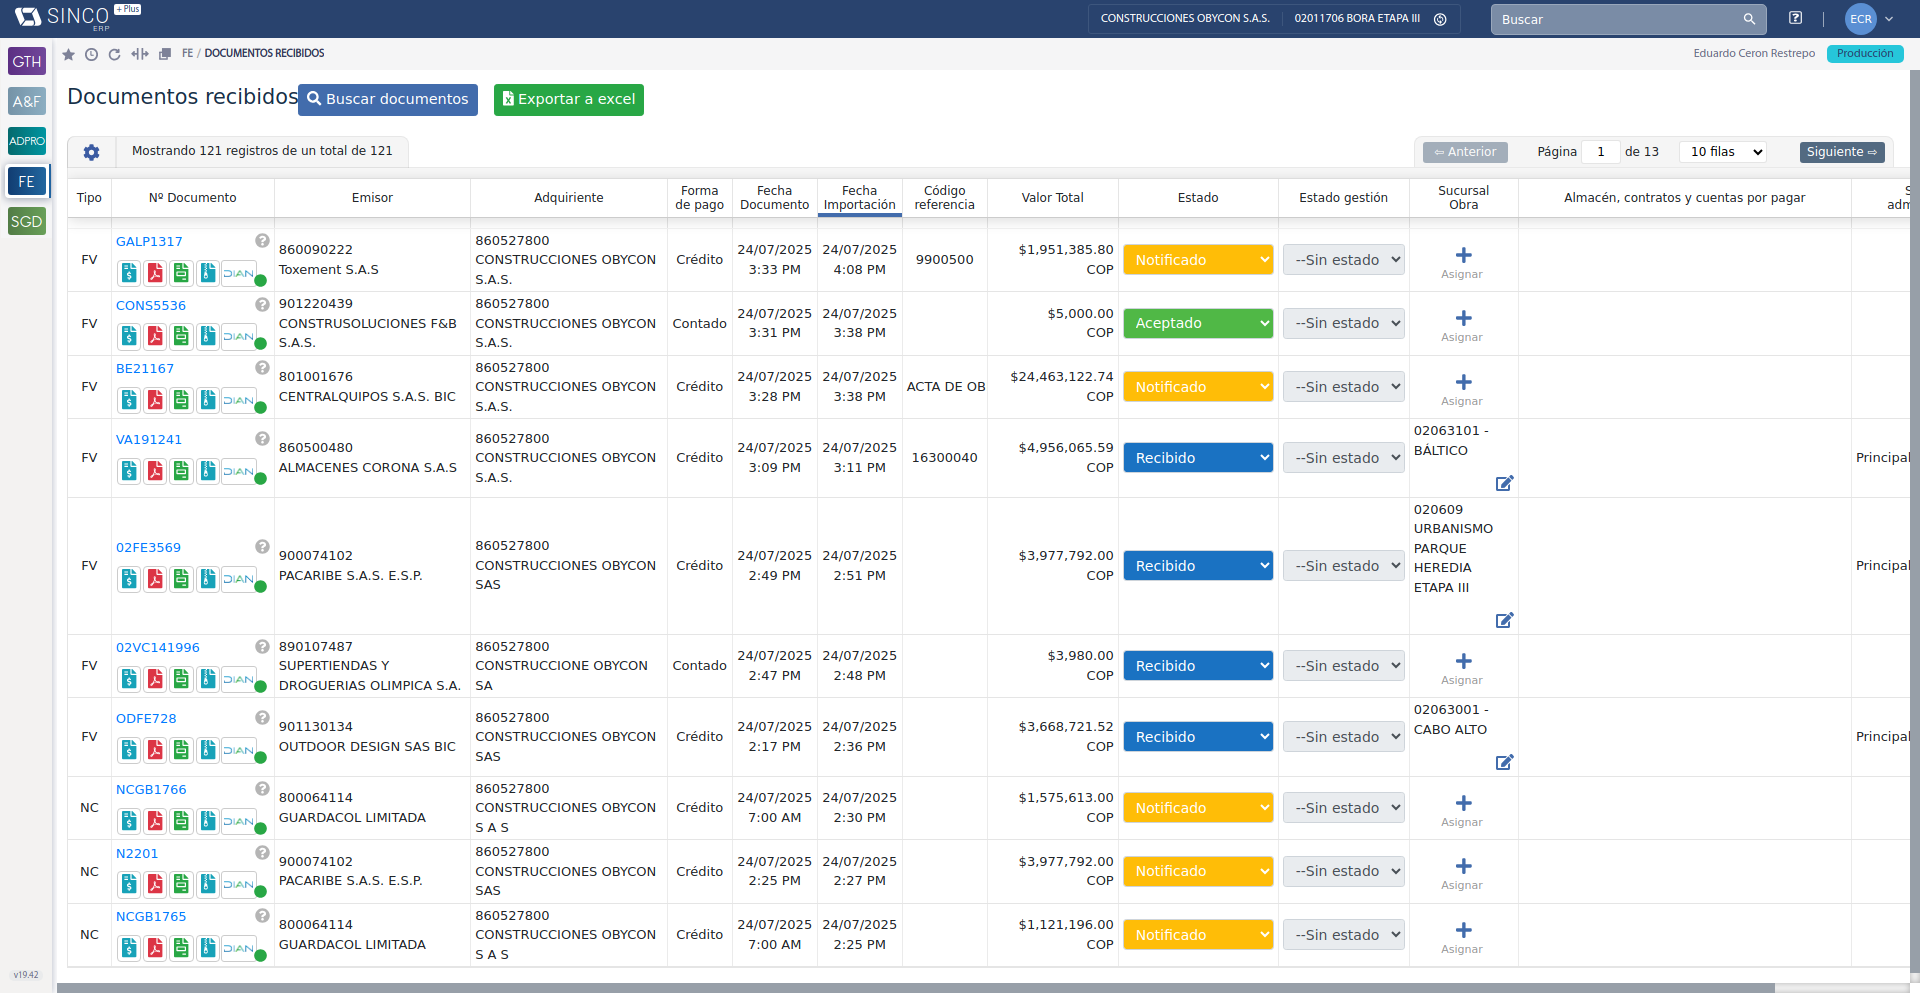 SINCO ERP + Plus
CONSTRUCCIONES OBYCON S.A.S. 02011706 BORA ETAPA III
Buscar
ECR
GTH
A&F
ADPRO
FE
SGD
v19.42
FE / DOCUMENTOS RECIBIDOS
Eduardo Ceron Restrepo Producción
Documentos recibidos Buscar documentos Exportar a excel
Mostrando 121 registros de un total de 121
⇦ Anterior Página 1 de 13 10 filas Siguiente ⇨
Tipo Nº Documento Emisor Adquiriente Forma de pago Fecha Documento Fecha Importación Código referencia Valor Total Estado Estado gestión Sucursal Obra Almacén, contratos y cuentas por pagar
FV GALP1317 DIAN 860090222 Toxement S.A.S 860527800 CONSTRUCCIONES OBYCON S.A.S. Crédito 24/07/2025 3:33 PM 24/07/2025 4:08 PM 9900500 $1,951,385.80 COP Notificado --Sin estado Asignar
FV CONS5536 DIAN 901220439 CONSTRUSOLUCIONES F&B S.A.S. 860527800 CONSTRUCCIONES OBYCON S.A.S. Contado 24/07/2025 3:31 PM 24/07/2025 3:38 PM $5,000.00 COP Aceptado --Sin estado Asignar
FV BE21167 DIAN 801001676 CENTRALQUIPOS S.A.S. BIC 860527800 CONSTRUCCIONES OBYCON S.A.S. Crédito 24/07/2025 3:28 PM 24/07/2025 3:38 PM ACTA DE OB $24,463,122.74 COP Notificado --Sin estado Asignar
FV VA191241 DIAN 860500480 ALMACENES CORONA S.A.S 860527800 CONSTRUCCIONES OBYCON S.A.S. Crédito 24/07/2025 3:09 PM 24/07/2025 3:11 PM 16300040 $4,956,065.59 COP Recibido --Sin estado 02063101 - BÁLTICO Principal
FV 02FE3569 DIAN 900074102 PACARIBE S.A.S. E.S.P. 860527800 CONSTRUCCIONES OBYCON SAS Crédito 24/07/2025 2:49 PM 24/07/2025 2:51 PM $3,977,792.00 COP Recibido --Sin estado 020609 URBANISMO PARQUE HEREDIA ETAPA III Principal
FV 02VC141996 DIAN 890107487 SUPERTIENDAS Y DROGUERIAS OLIMPICA S.A. 860527800 CONSTRUCCIONE OBYCON SA Contado 24/07/2025 2:47 PM 24/07/2025 2:48 PM $3,980.00 COP Recibido --Sin estado Asignar
FV ODFE728 DIAN 901130134 OUTDOOR DESIGN SAS BIC 860527800 CONSTRUCCIONES OBYCON SAS Crédito 24/07/2025 2:17 PM 24/07/2025 2:36 PM $3,668,721.52 COP Recibido --Sin estado 02063001 - CABO ALTO Principal
NC NCGB1766 DIAN 800064114 GUARDACOL LIMITADA 860527800 CONSTRUCCIONES OBYCON S A S Crédito 24/07/2025 7:00 AM 24/07/2025 2:30 PM $1,575,613.00 COP Notificado --Sin estado Asignar
NC N2201 DIAN 900074102 PACARIBE S.A.S. E.S.P. 860527800 CONSTRUCCIONES OBYCON SAS Crédito 24/07/2025 2:25 PM 24/07/2025 2:27 PM $3,977,792.00 COP Notificado --Sin estado Asignar
NC NCGB1765 DIAN 800064114 GUARDACOL LIMITADA 860527800 CONSTRUCCIONES OBYCON S A S Crédito 24/07/2025 7:00 AM 24/07/2025 2:25 PM $1,121,196.00 COP Notificado --Sin estado Asignar